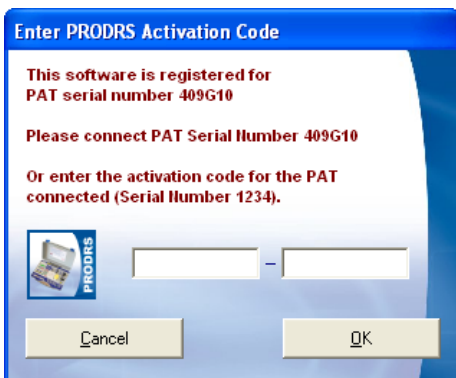 Enter PRODRS Activation Code
This software is registered for
PAT serial number 409G10
Please connect PAT Serial Number 409G10
Or enter the activation code for the PAT
connected (Serial Number 1234).
PRODRS
–
Cancel
OK